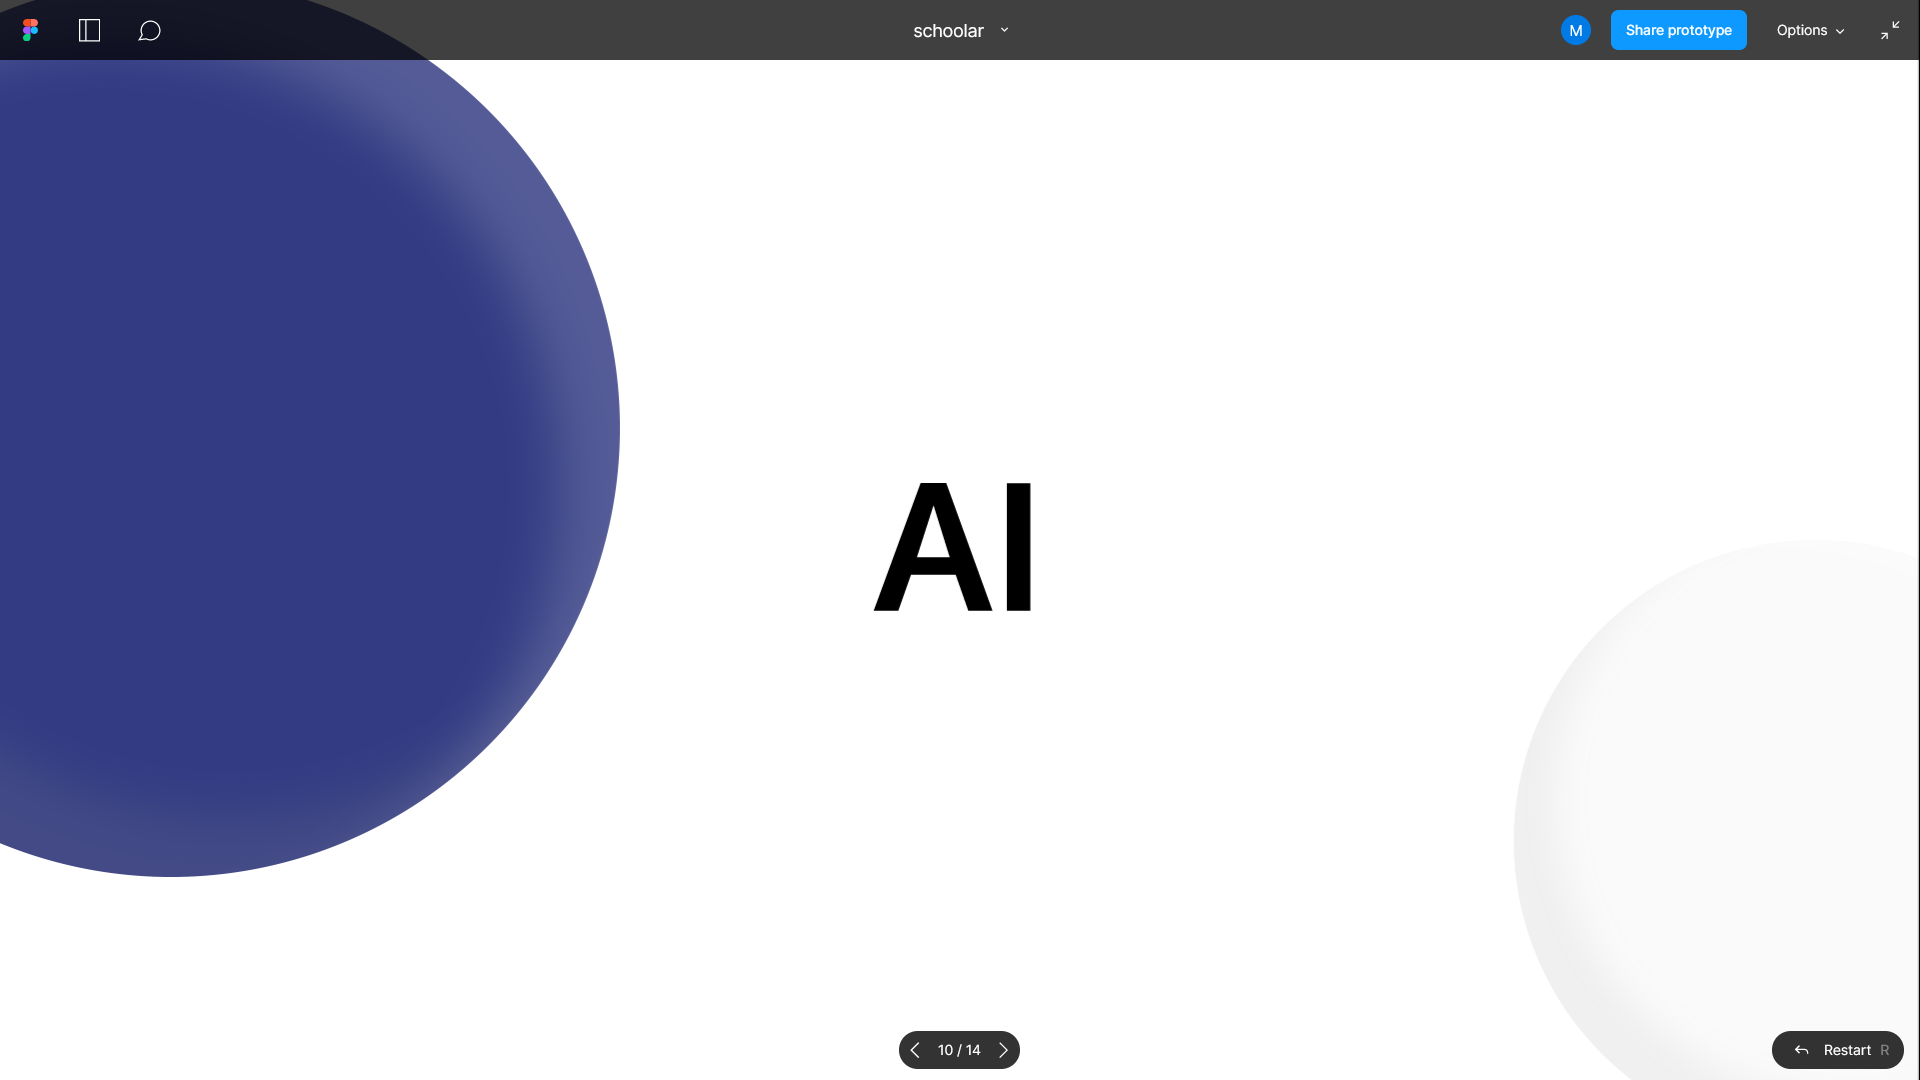 schoolar
M
Share prototype
Options
AI
10 / 14
Restart R